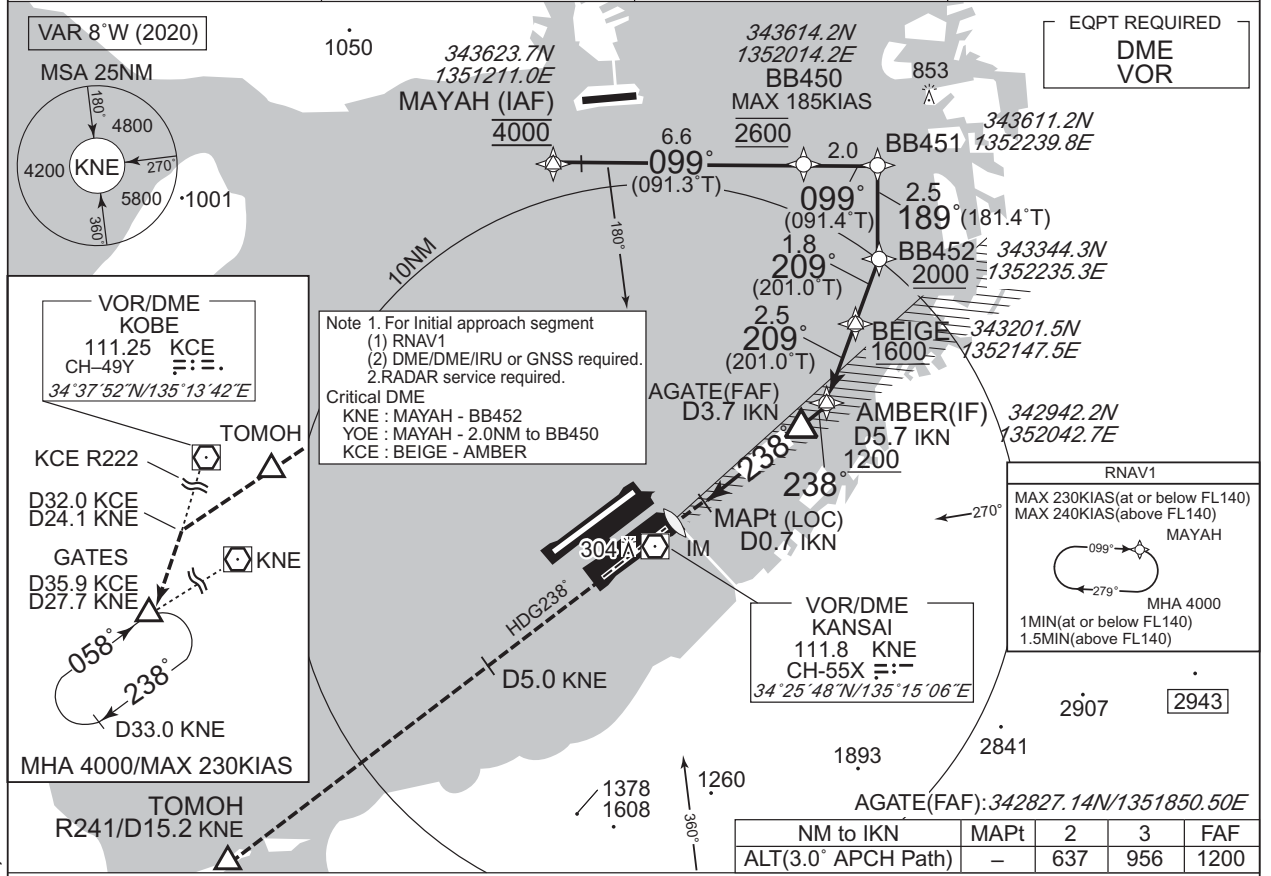 VAR 8°W (2020)
MSA 25NM
180°
4800
4200
KNE
270°
5800
360°
1050
1001
343623.7N
1351211.0E
MAYAH (IAF)
4000
343614.2N
1352014.2E
BB450
MAX 185KIAS
2600
853
EQPT REQUIRED
DME
VOR
343611.2N
1352239.8E
BB451
6.6
099°
(091.3°T)
2.0
099°
(091.4°T)
2.5
189°(181.4°T)
180°
10NM
1.8
209°
(201.0°T)
BB452
2000
343344.3N
1352235.3E
2.5
209°
(201.0°T)
BEIGE
1600
343201.5N
1352147.5E
AGATE(FAF)
D3.7 IKN
AMBER(IF)
D5.7 IKN
1200
342942.2N
1352042.7E
238°
238°
MAPt (LOC)
D0.7 IKN
270°
304
IM
HDG238°
D5.0 KNE
VOR/DME
KOBE
111.25 KCE
CH–49Y
34°37´52˝N/135°13´42˝E
KCE R222
TOMOH
D32.0 KCE
D24.1 KNE
GATES
D35.9 KCE
D27.7 KNE
KNE
058°
238°
D33.0 KNE
MHA 4000/MAX 230KIAS
Note 1. For Initial approach segment
(1) RNAV1
(2) DME/DME/IRU or GNSS required.
2.RADAR service required.
Critical DME
KNE : MAYAH - BB452
YOE : MAYAH - 2.0NM to BB450
KCE : BEIGE - AMBER
RNAV1
MAX 230KIAS(at or below FL140)
MAX 240KIAS(above FL140)
MAYAH
099°
279°
MHA 4000
1MIN(at or below FL140)
1.5MIN(above FL140)
VOR/DME
KANSAI
111.8 KNE
CH-55X
34°25´48˝N/135°15´06˝E
2907
2943
2841
1893
1260
1378
1608
360°
TOMOH
R241/D15.2 KNE
AGATE(FAF):342827.14N/1351850.50E
NM to IKN MAPt 2 3 FAF
ALT(3.0° APCH Path) – 637 956 1200